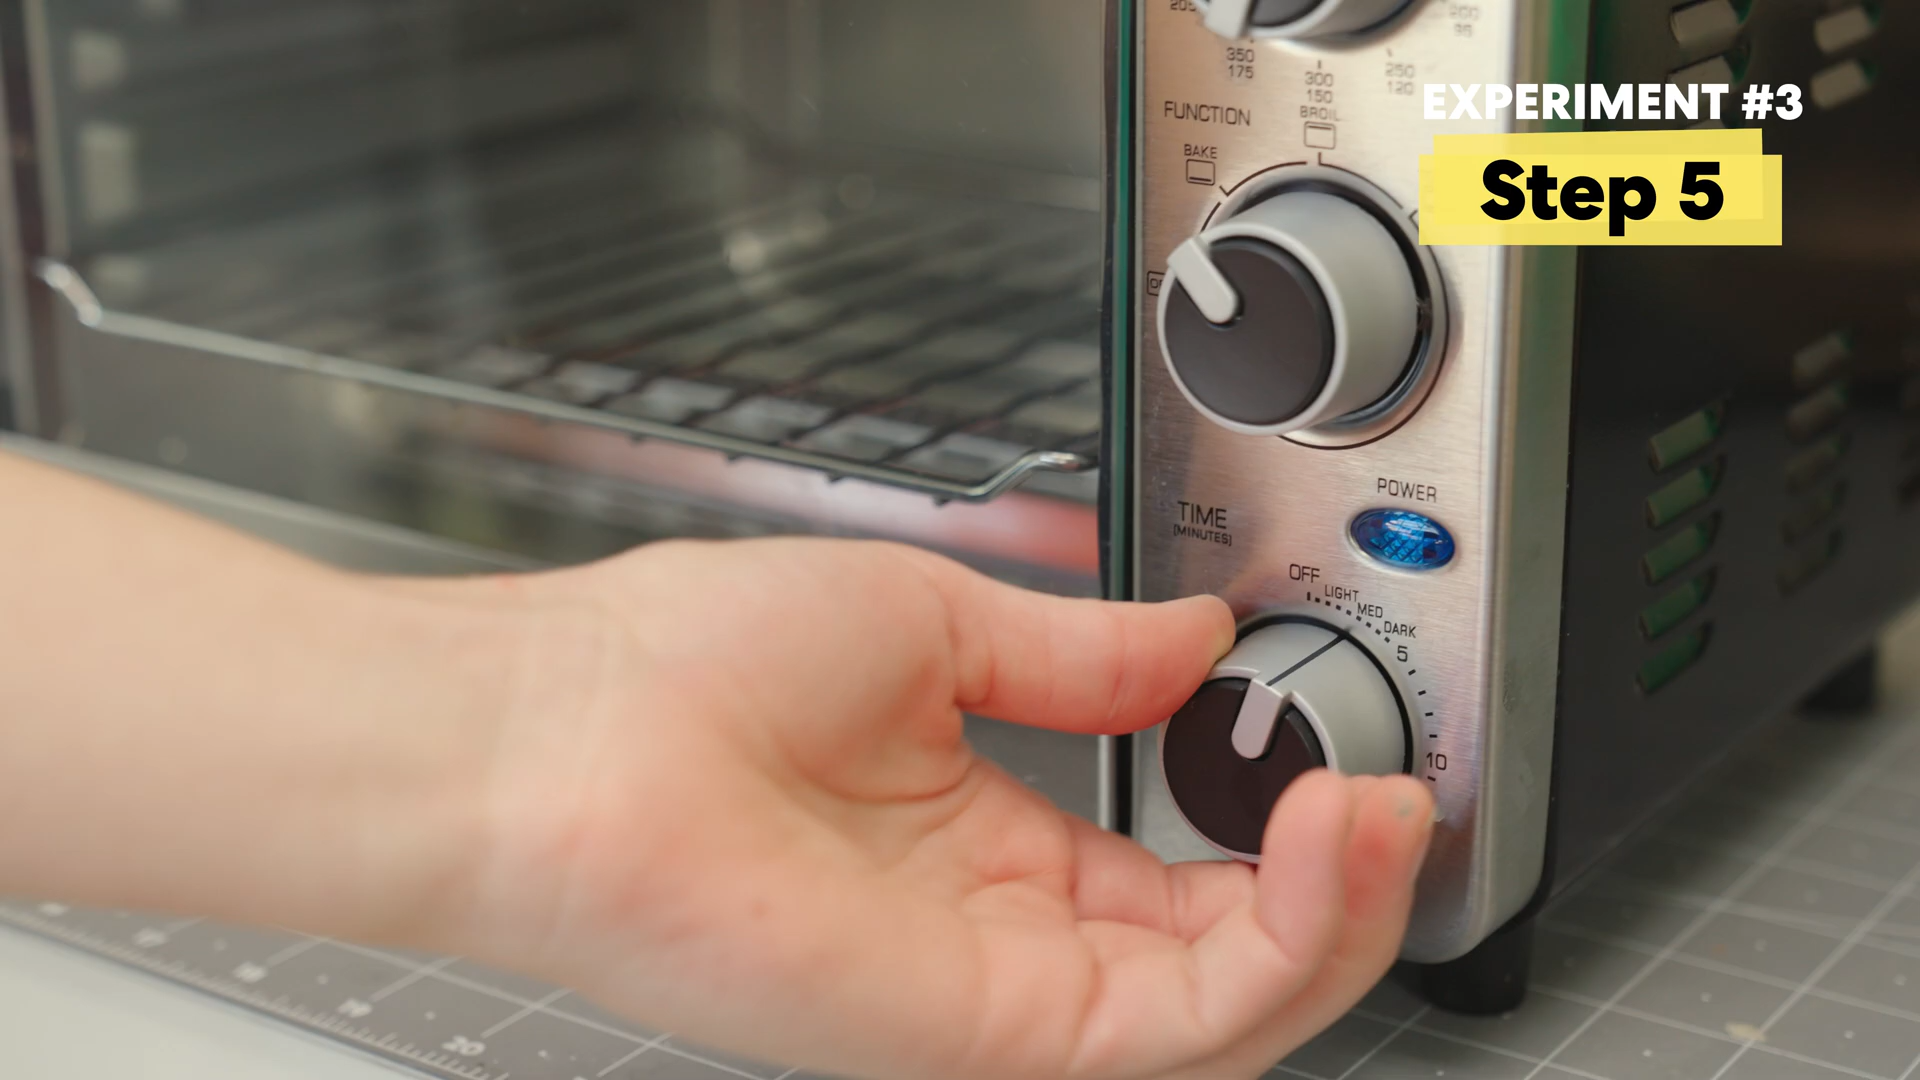 350
175
300
150
250
120
EXPERIMENT #3
Step 5
FUNCTION
BROIL
BAKE
POWER
TIME
(MINUTES)
OFF
LIGHT
MED
DARK
5
10
20